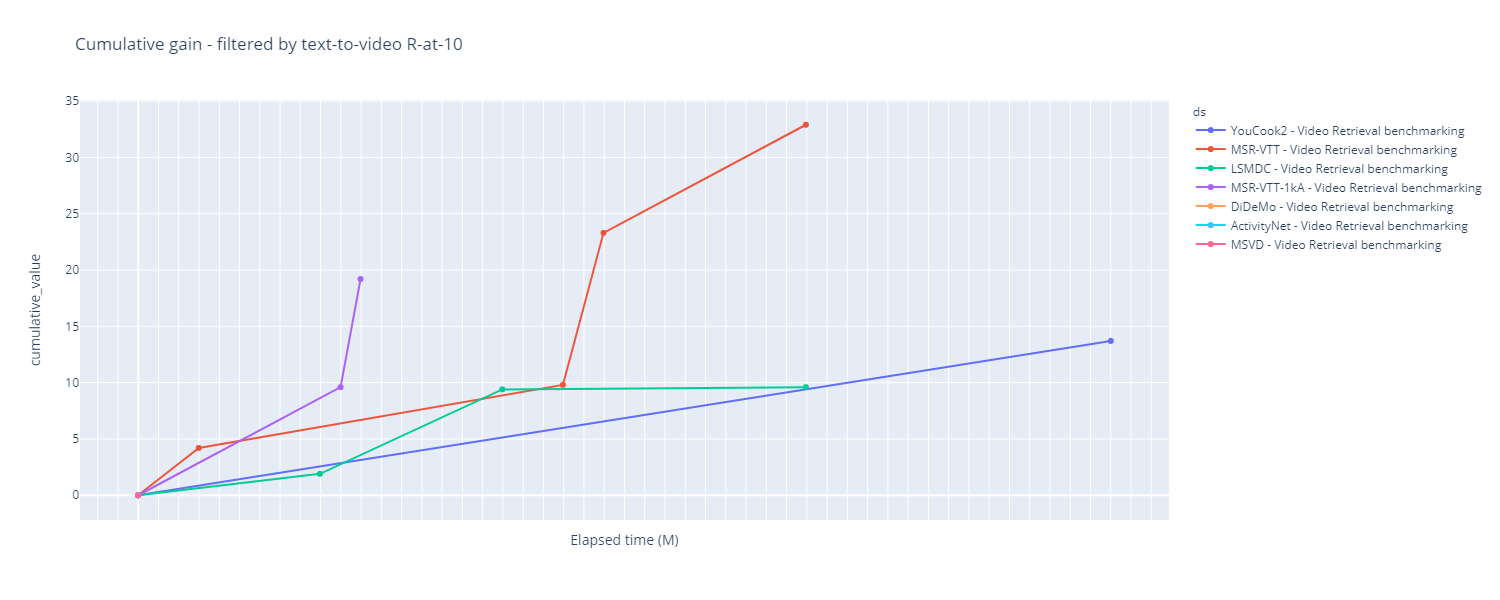 Cumulative gain - filtered by text-to-video R-at-10
35
30
25
20
15
10
5
0
cumulative_value
Elapsed time (M)
ds
YouCook2 - Video Retrieval benchmarking
MSR-VTT - Video Retrieval benchmarking
LSMDC - Video Retrieval benchmarking
MSR-VTT-1kA - Video Retrieval benchmarking
DiDeMo - Video Retrieval benchmarking
ActivityNet - Video Retrieval benchmarking
MSVD - Video Retrieval benchmarking